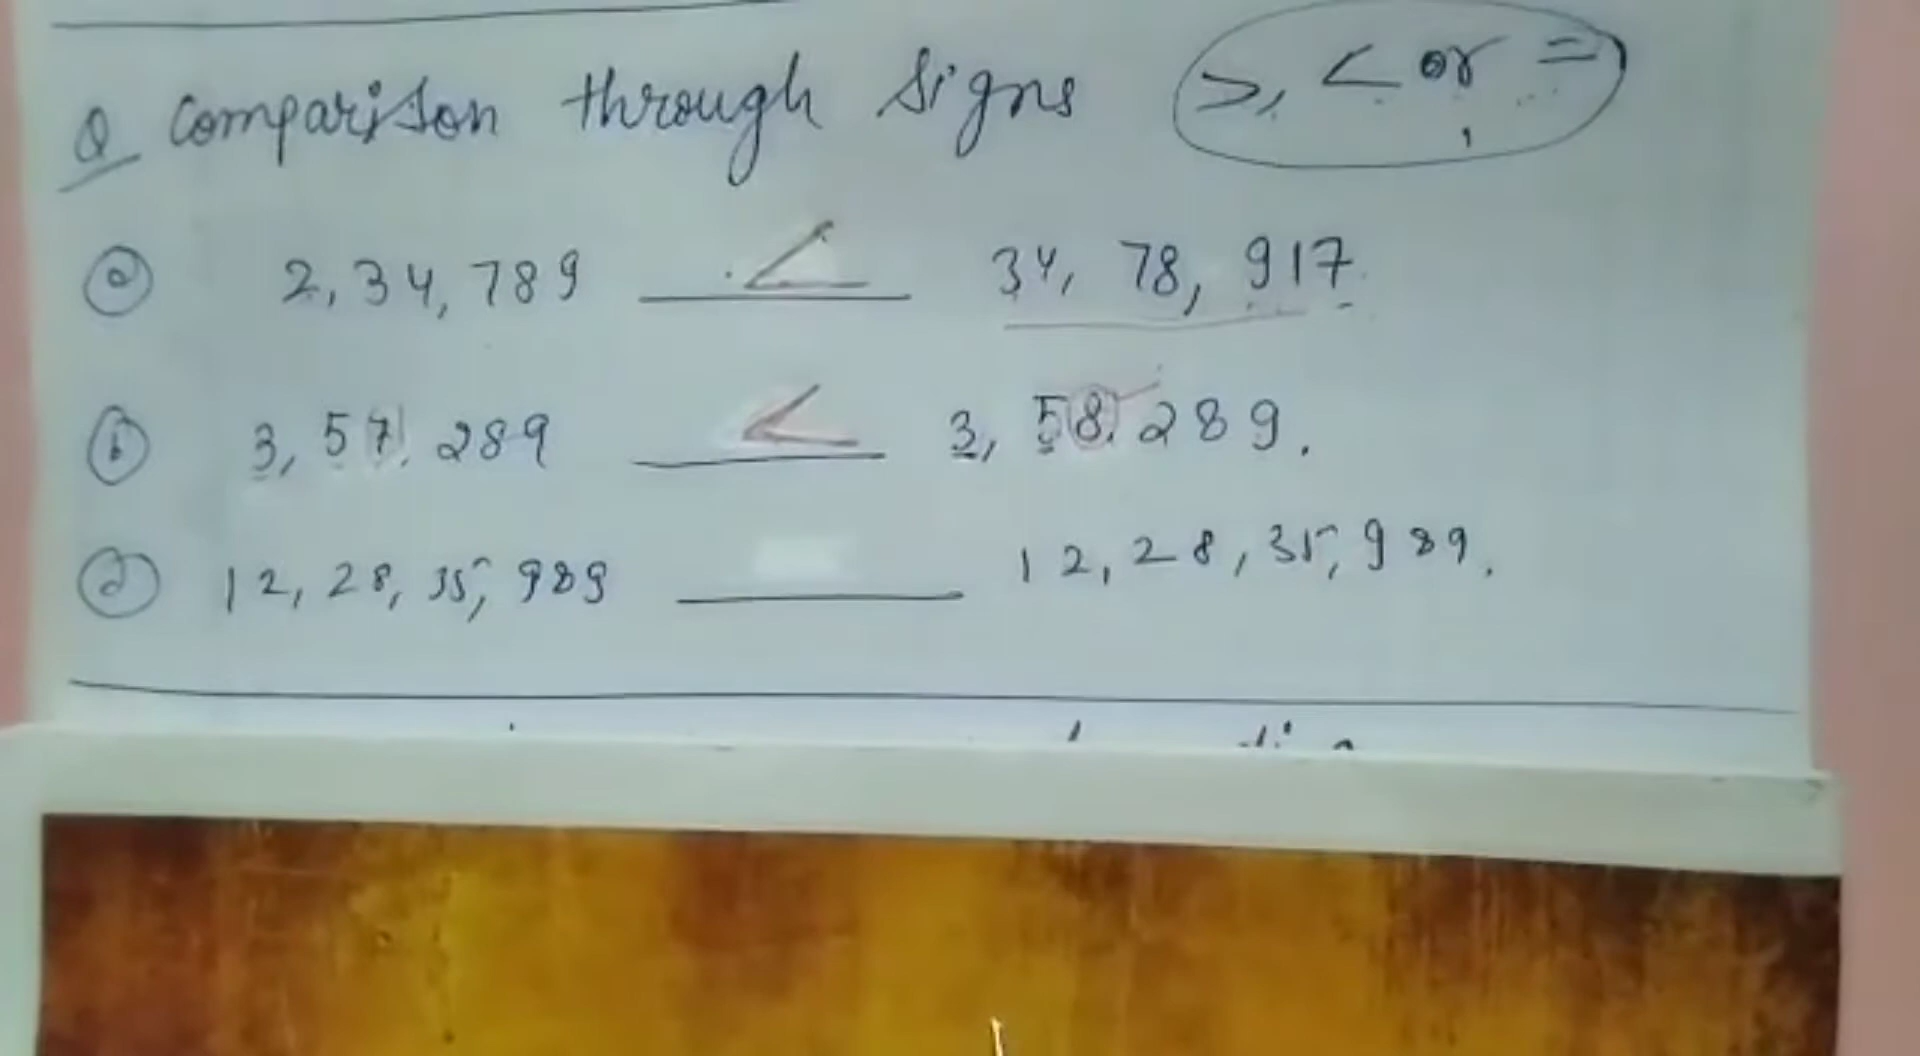 Q Comparison through Signs >, < or =
(a) 2,34,789 < 34, 78, 917
(b) 3, 57, 289 < 3, 58, 289.
(d) 12, 28, 35, 989 ____ 12, 28, 35, 989.